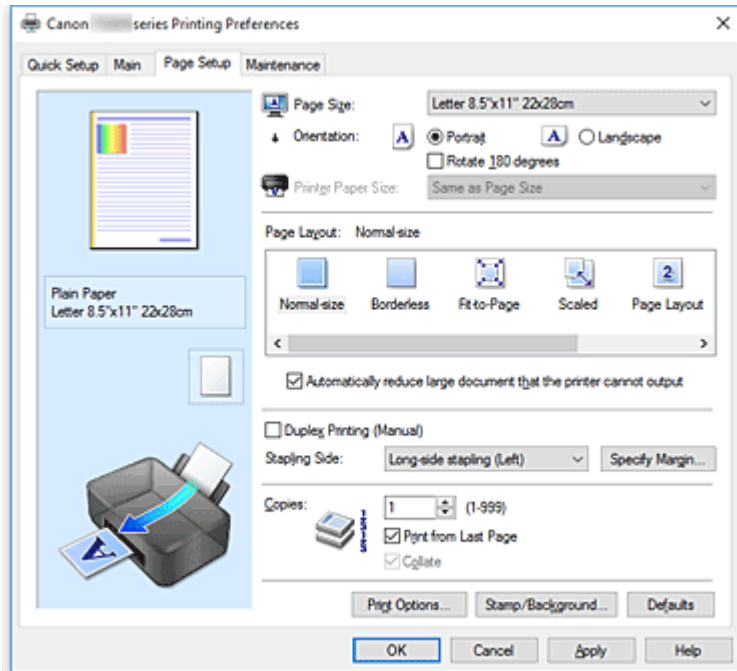 Canon series Printing Preferences
Quick Setup Main Page Setup Maintenance
Page Size: Letter 8.5"x11" 22x28cm
Orientation: A Portrait A Landscape
Rotate 180 degrees
Printer Paper Size: Same as Page Size
Page Layout: Normal-size
2
Normal-size Borderless Fit-to-Page Scaled Page Layout
Automatically reduce large document that the printer cannot output
Plain Paper
Letter 8.5"x11" 22x28cm
Duplex Printing (Manual)
Stapling Side: Long-side stapling (Left) Specify Margin...
Copies: 1 (1-999)
Print from Last Page
Collate
A
Print Options... Stamp/Background... Defaults
OK Cancel Apply Help